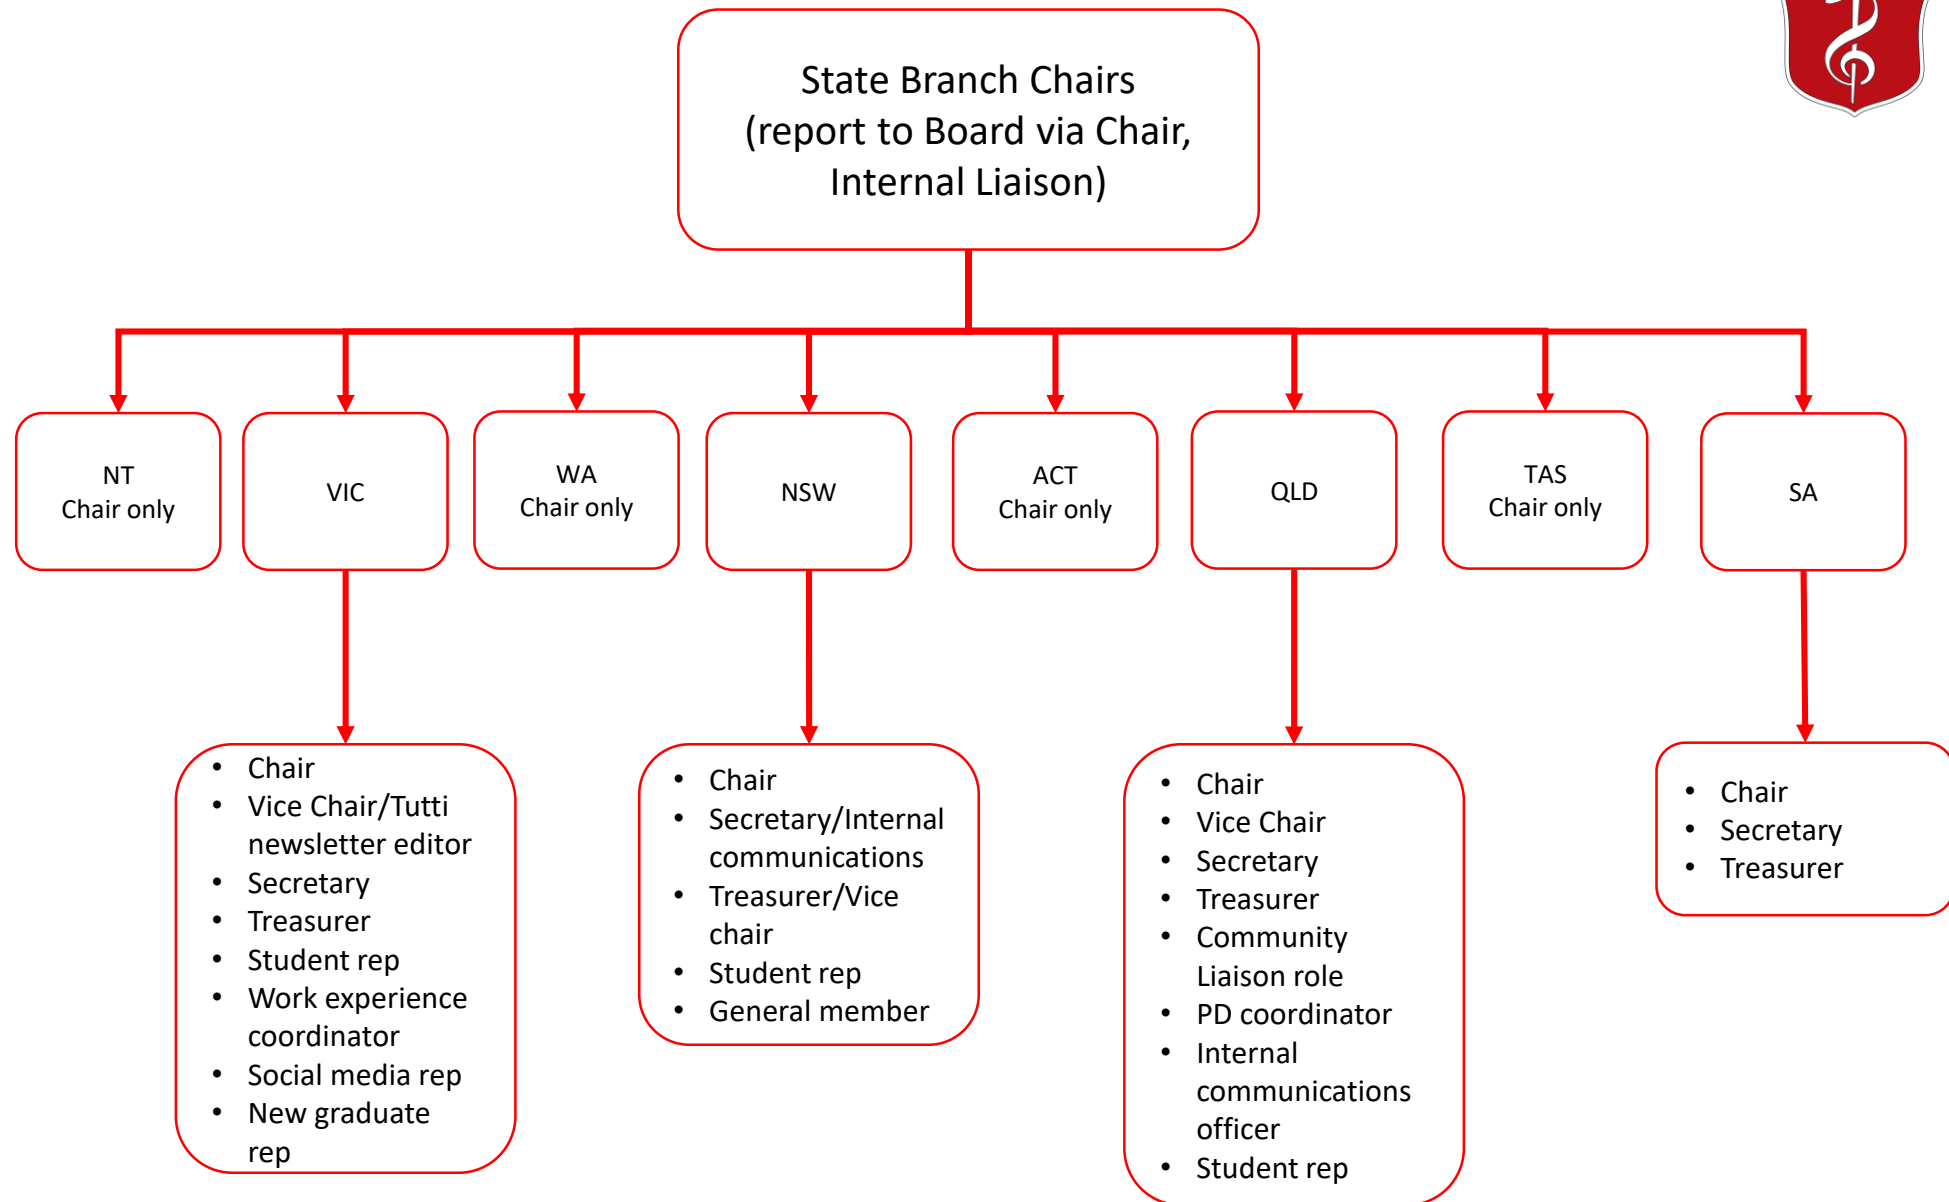 State Branch Chairs
(report to Board via Chair,
Internal Liaison)
NT
Chair only
VIC
WA
Chair only
NSW
ACT
Chair only
QLD
TAS
Chair only
SA
• Chair
• Vice Chair/Tutti
newsletter editor
• Secretary
• Treasurer
• Student rep
• Work experience
coordinator
• Social media rep
• New graduate
rep
• Chair
• Secretary/Internal
communications
• Treasurer/Vice
chair
• Student rep
• General member
• Chair
• Vice Chair
• Secretary
• Treasurer
• Community
Liaison role
• PD coordinator
• Internal
communications
officer
• Student rep
• Chair
• Secretary
• Treasurer